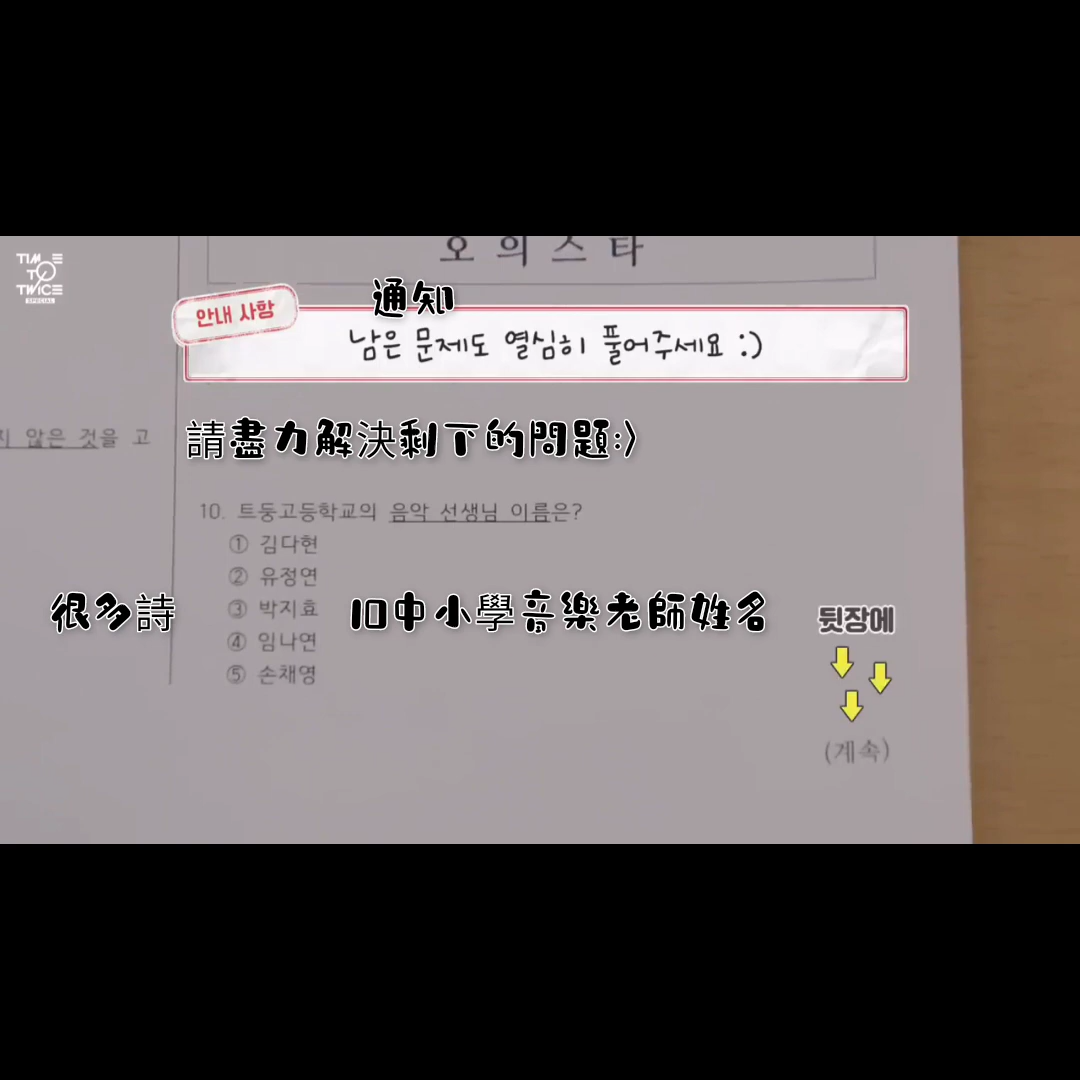 TIME
TO
TWICE
SPECIAL
오 의 스 타
안내 사항
通知
남은 문제도 열심히 풀어주세요 :)
지 않은 것을 고
請盡力解決剩下的問題:)
10. 트둥고등학교의 음악 선생님 이름은?
① 김다현
② 유정연
③ 박지효
④ 임나연
⑤ 손채영
很多詩
10中小學音樂老師姓名
뒷장에
(계속)